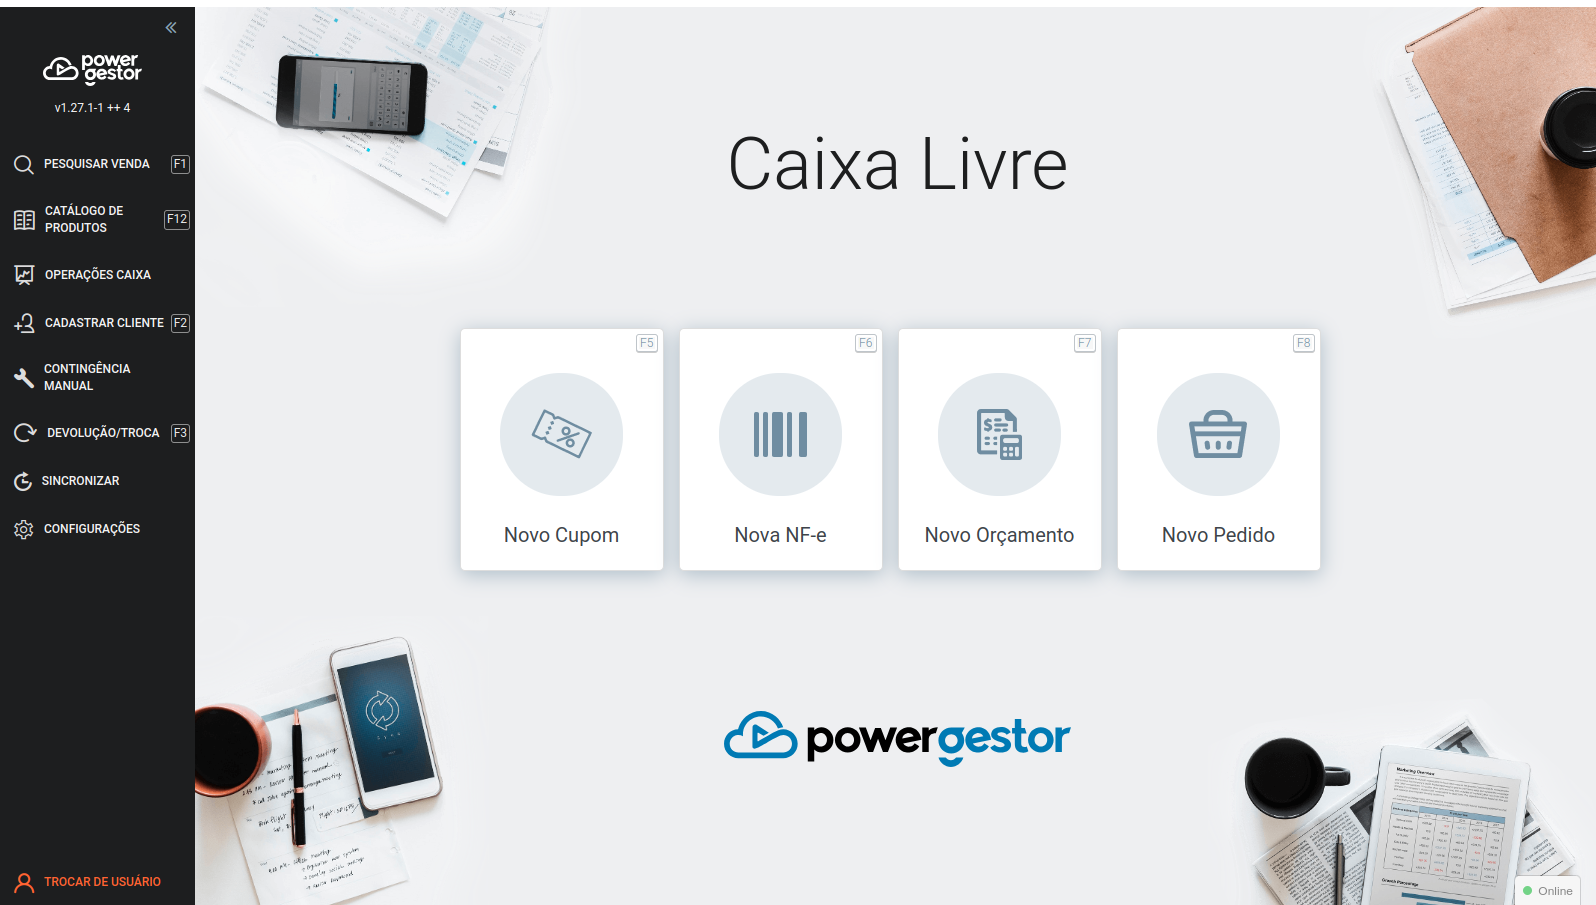 power
gestor
v1.27.1-1 ++ 4
PESQUISAR VENDA F1
CATÁLOGO DE
PRODUTOS F12
OPERAÇÕES CAIXA
CADASTRAR CLIENTE F2
CONTINGÊNCIA
MANUAL
DEVOLUÇÃO/TROCA F3
SINCRONIZAR
CONFIGURAÇÕES
TROCAR DE USUÁRIO
Caixa Livre
F5
Novo Cupom
F6
Nova NF-e
F7
Novo Orçamento
F8
Novo Pedido
powergestor
Marketing Overview
Online